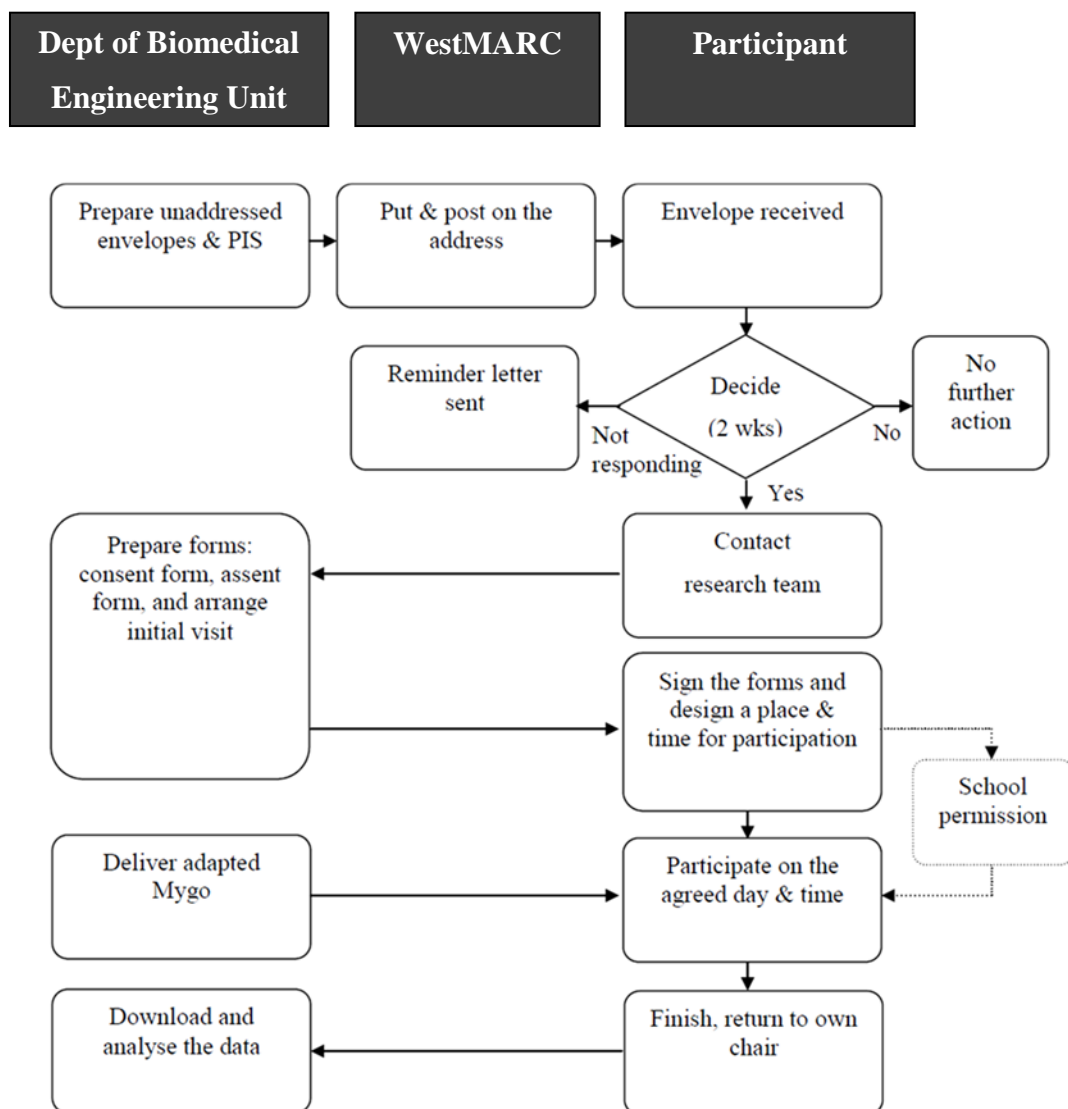 Dept of Biomedical
Engineering Unit
WestMARC
Participant
Prepare unaddressed
envelopes & PIS
Put & post on the
address
Envelope received
Reminder letter
sent
Decide
(2 wks)
No
further
action
Not
responding
No
Yes
Prepare forms:
consent form, assent
form, and arrange
initial visit
Contact
research team
Sign the forms and
design a place &
time for participation
School
permission
Deliver adapted
Mygo
Participate on the
agreed day & time
Download and
analyse the data
Finish, return to own
chair